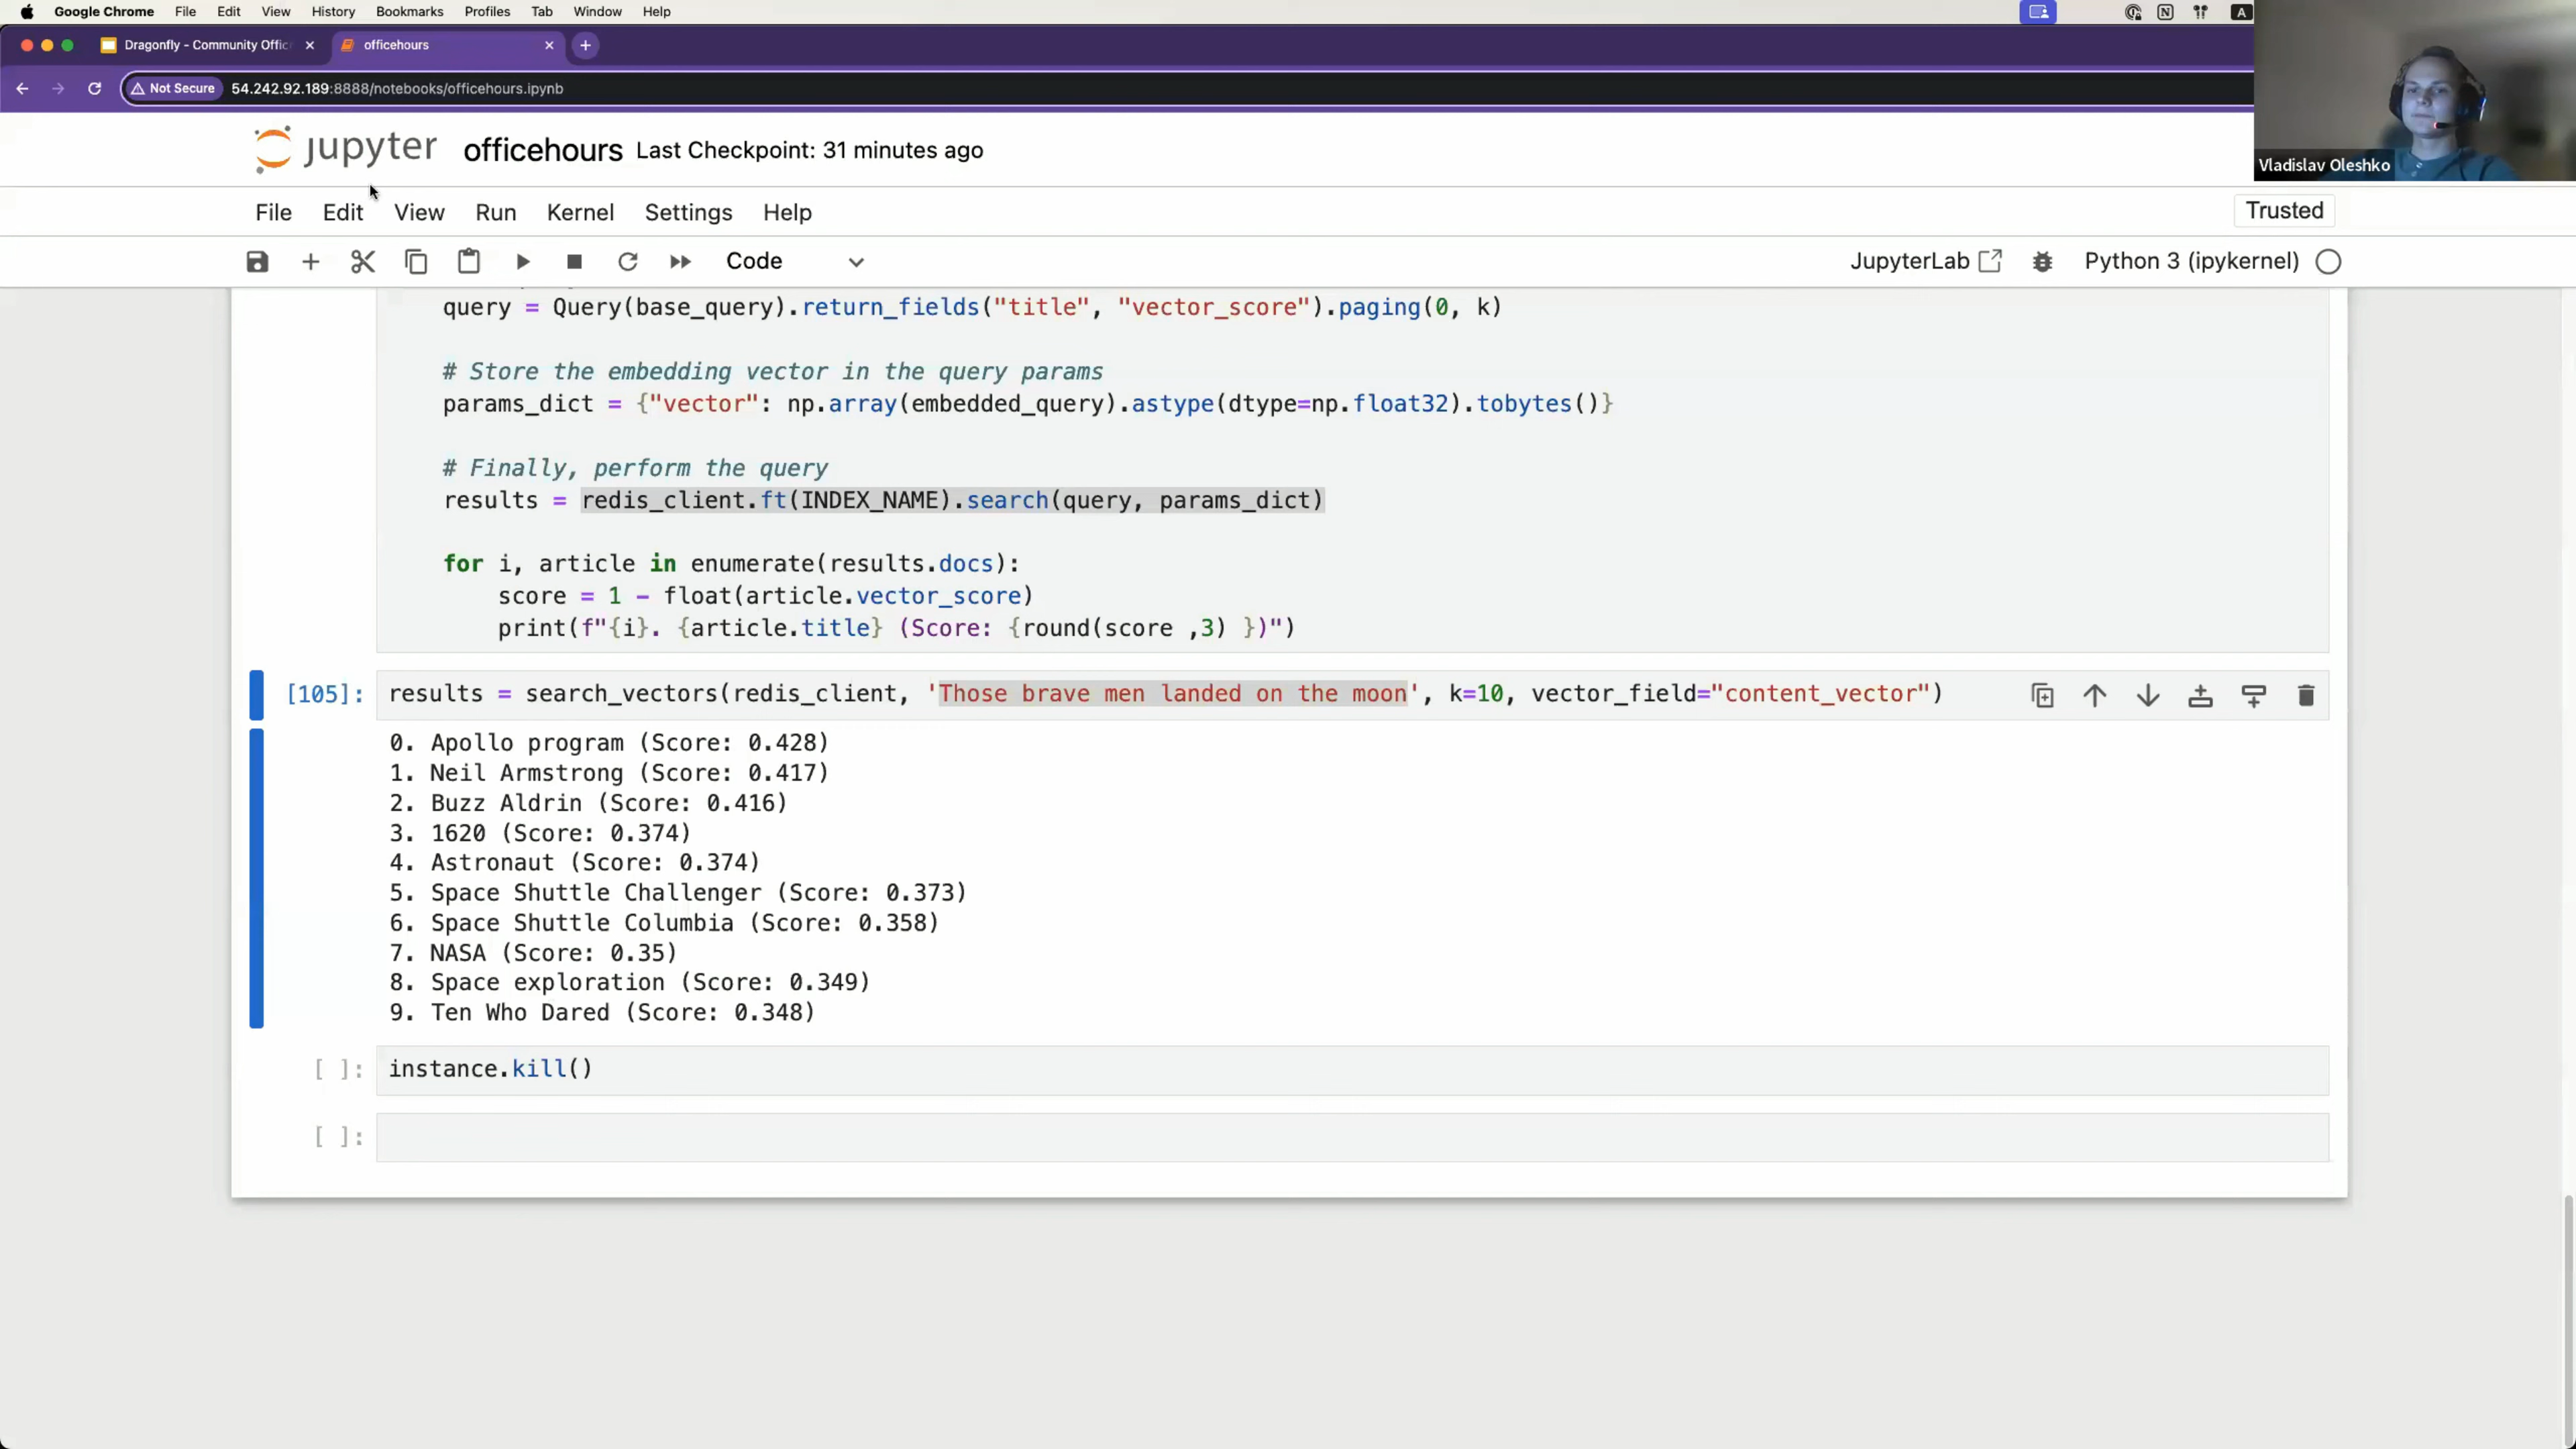 Google Chrome File Edit View History Bookmarks Profiles Tab Window Help
Dragonfly - Community Offic
officehours
Not Secure 54.242.92.189:8888/notebooks/officehours.ipynb
Vladislav Oleshko
jupyter officehours Last Checkpoint: 31 minutes ago
File Edit View Run Kernel Settings Help
Trusted
Code
JupyterLab
Python 3 (ipykernel)
query = Query(base_query).return_fields("title", "vector_score").paging(0, k)
# Store the embedding vector in the query params
params_dict = {"vector": np.array(embedded_query).astype(dtype=np.float32).tobytes()}
# Finally, perform the query
results = redis_client.ft(INDEX_NAME).search(query, params_dict)
for i, article in enumerate(results.docs):
score = 1 - float(article.vector_score)
print(f"{i}. {article.title} (Score: {round(score ,3) })")
[105]: results = search_vectors(redis_client, 'Those brave men landed on the moon', k=10, vector_field="content_vector")
0. Apollo program (Score: 0.428)
1. Neil Armstrong (Score: 0.417)
2. Buzz Aldrin (Score: 0.416)
3. 1620 (Score: 0.374)
4. Astronaut (Score: 0.374)
5. Space Shuttle Challenger (Score: 0.373)
6. Space Shuttle Columbia (Score: 0.358)
7. NASA (Score: 0.35)
8. Space exploration (Score: 0.349)
9. Ten Who Dared (Score: 0.348)
[ ]: instance.kill()
[ ]: